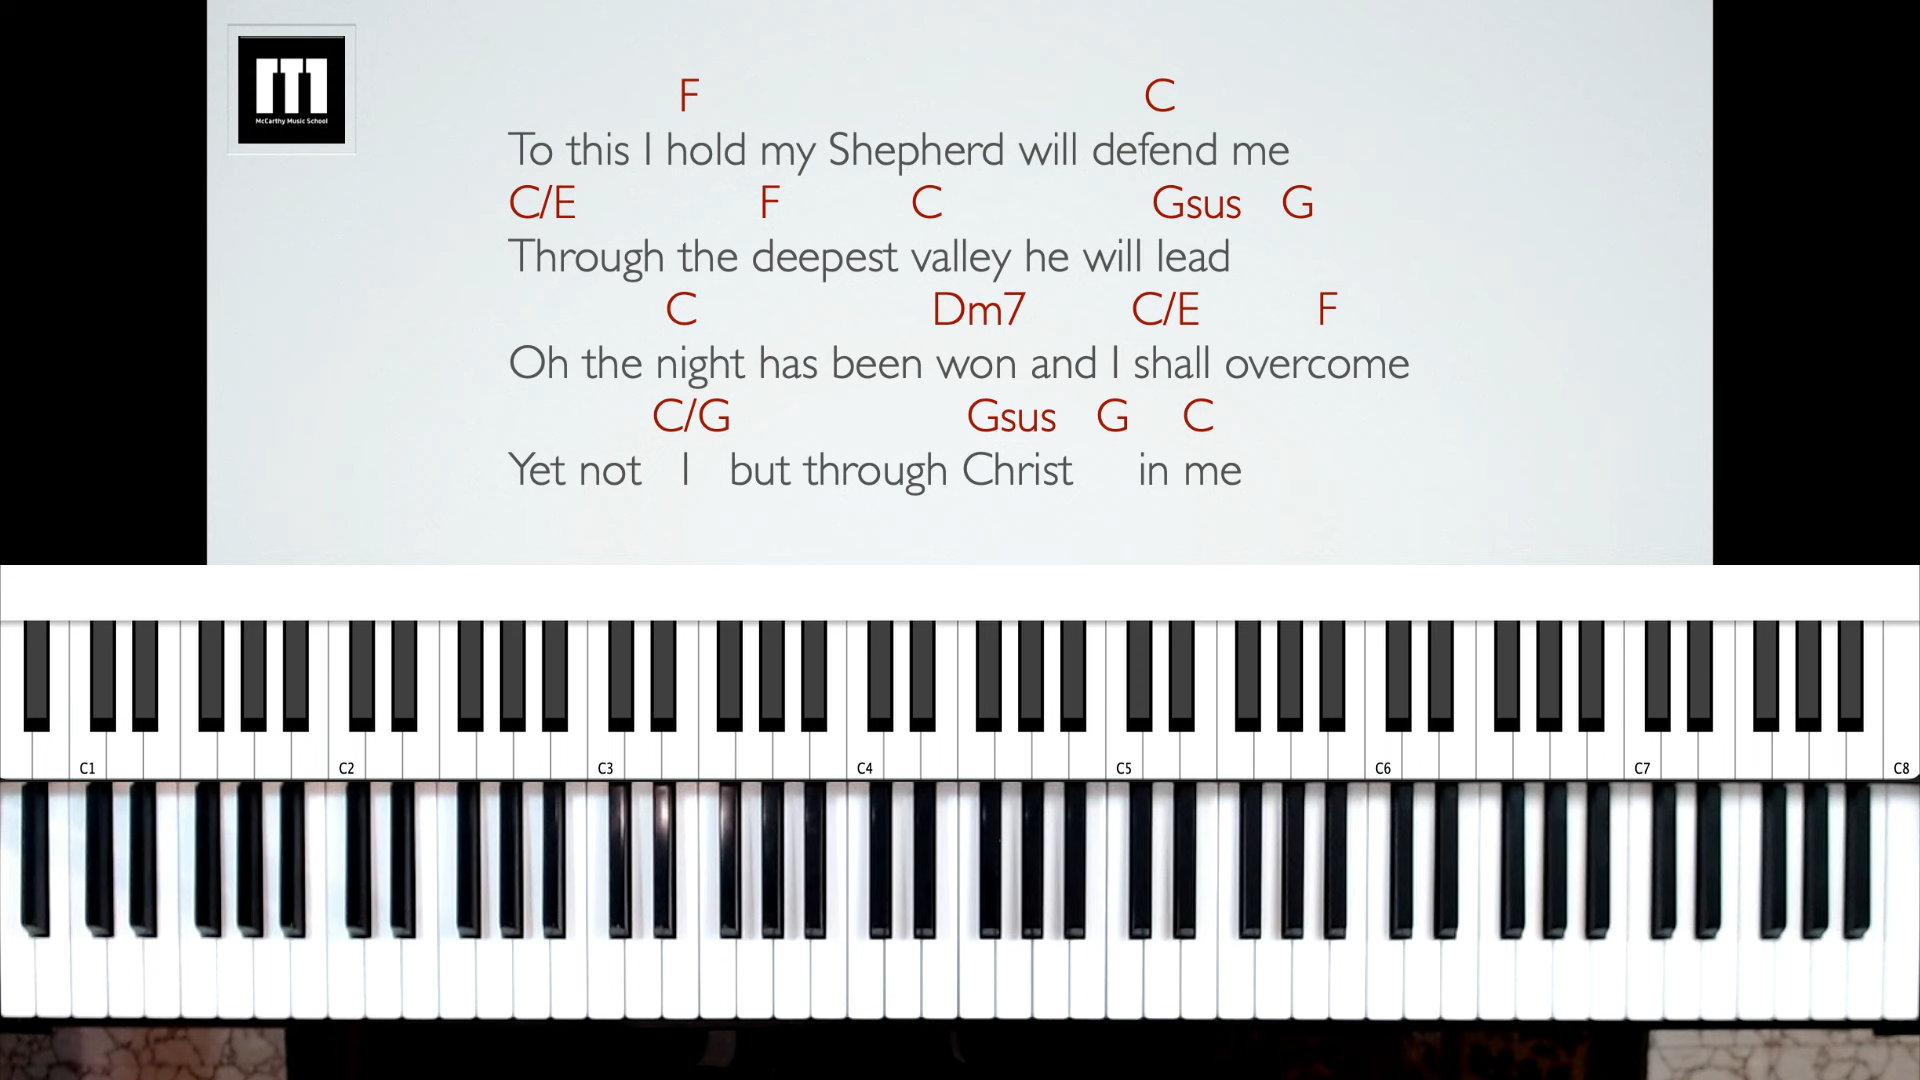 McCarthy Music School
F C
To this I hold my Shepherd will defend me
C/E F C Gsus G
Through the deepest valley he will lead
C Dm7 C/E F
Oh the night has been won and I shall overcome
C/G Gsus G C
Yet not I but through Christ in me
C1 C2 C3 C4 C5 C6 C7 C8